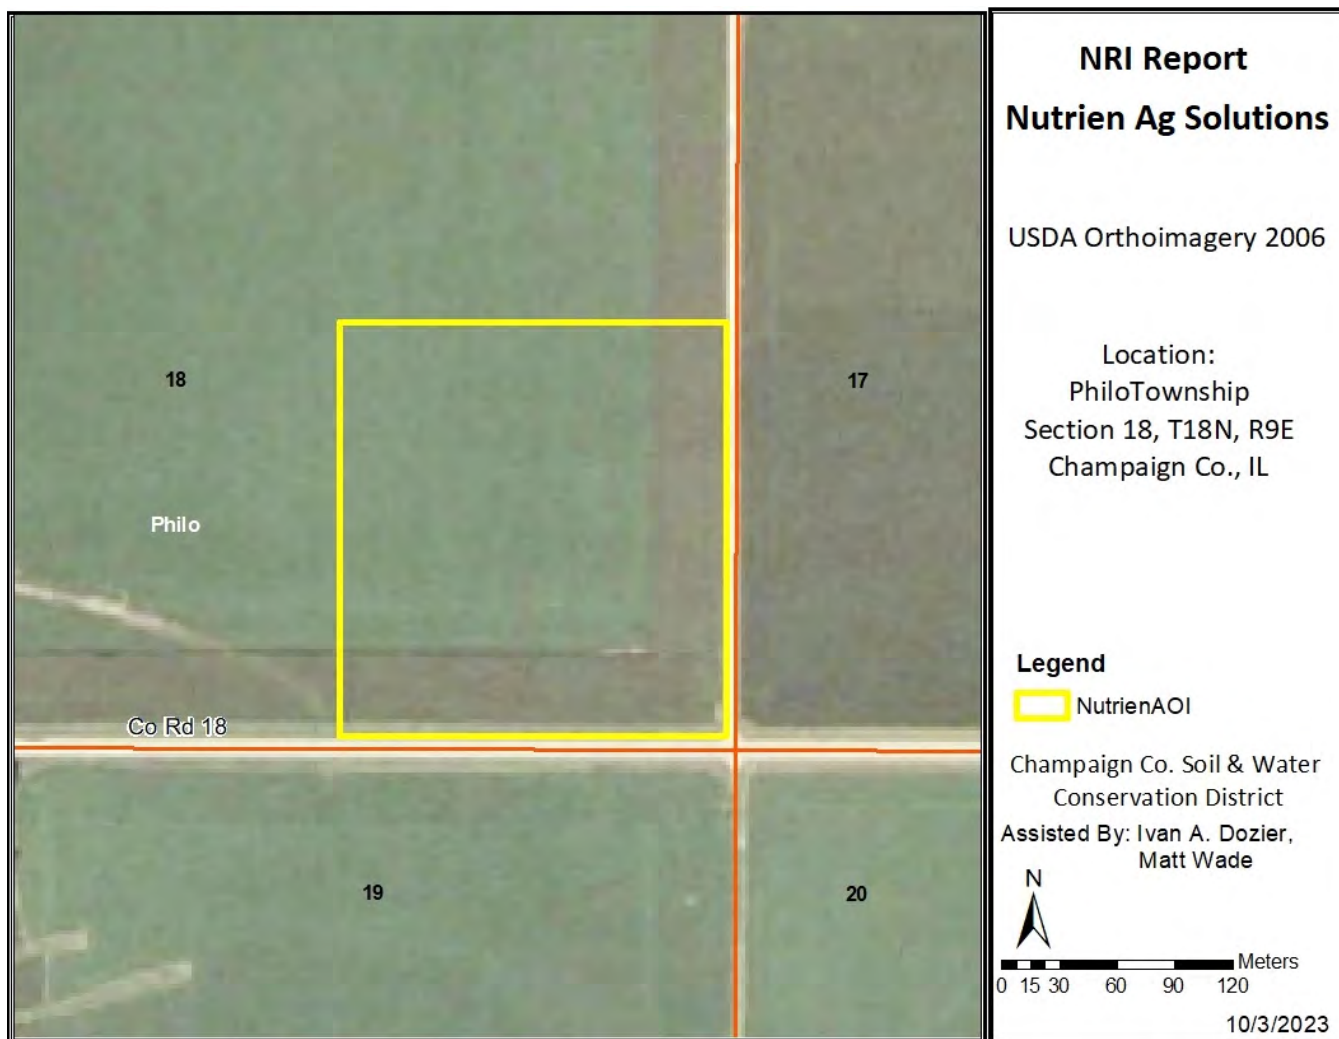 NRI Report
Nutrien Ag Solutions
USDA Orthoimagery 2006
Location:
PhiloTownship
Section 18, T18N, R9E
Champaign Co., IL
18
17
Philo
Co Rd 18
19
20
Legend
NutrienAOI
Champaign Co. Soil & Water
Conservation District
Assisted By: Ivan A. Dozier,
Matt Wade
N
Meters
0 15 30 60 90 120
10/3/2023